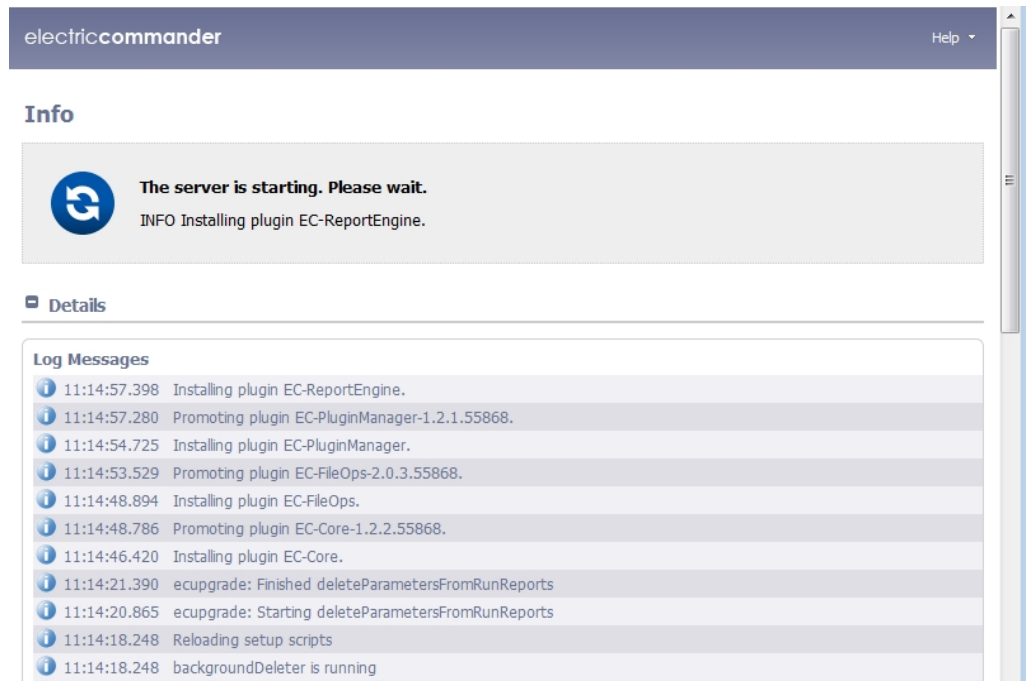 electriccommander
Help
Info
The server is starting. Please wait.
INFO Installing plugin EC-ReportEngine.
Details
Log Messages
11:14:57.398 Installing plugin EC-ReportEngine.
11:14:57.280 Promoting plugin EC-PluginManager-1.2.1.55868.
11:14:54.725 Installing plugin EC-PluginManager.
11:14:53.529 Promoting plugin EC-FileOps-2.0.3.55868.
11:14:48.894 Installing plugin EC-FileOps.
11:14:48.786 Promoting plugin EC-Core-1.2.2.55868.
11:14:46.420 Installing plugin EC-Core.
11:14:21.390 ecupgrade: Finished deleteParametersFromRunReports
11:14:20.865 ecupgrade: Starting deleteParametersFromRunReports
11:14:18.248 Reloading setup scripts
11:14:18.248 backgroundDeleter is running